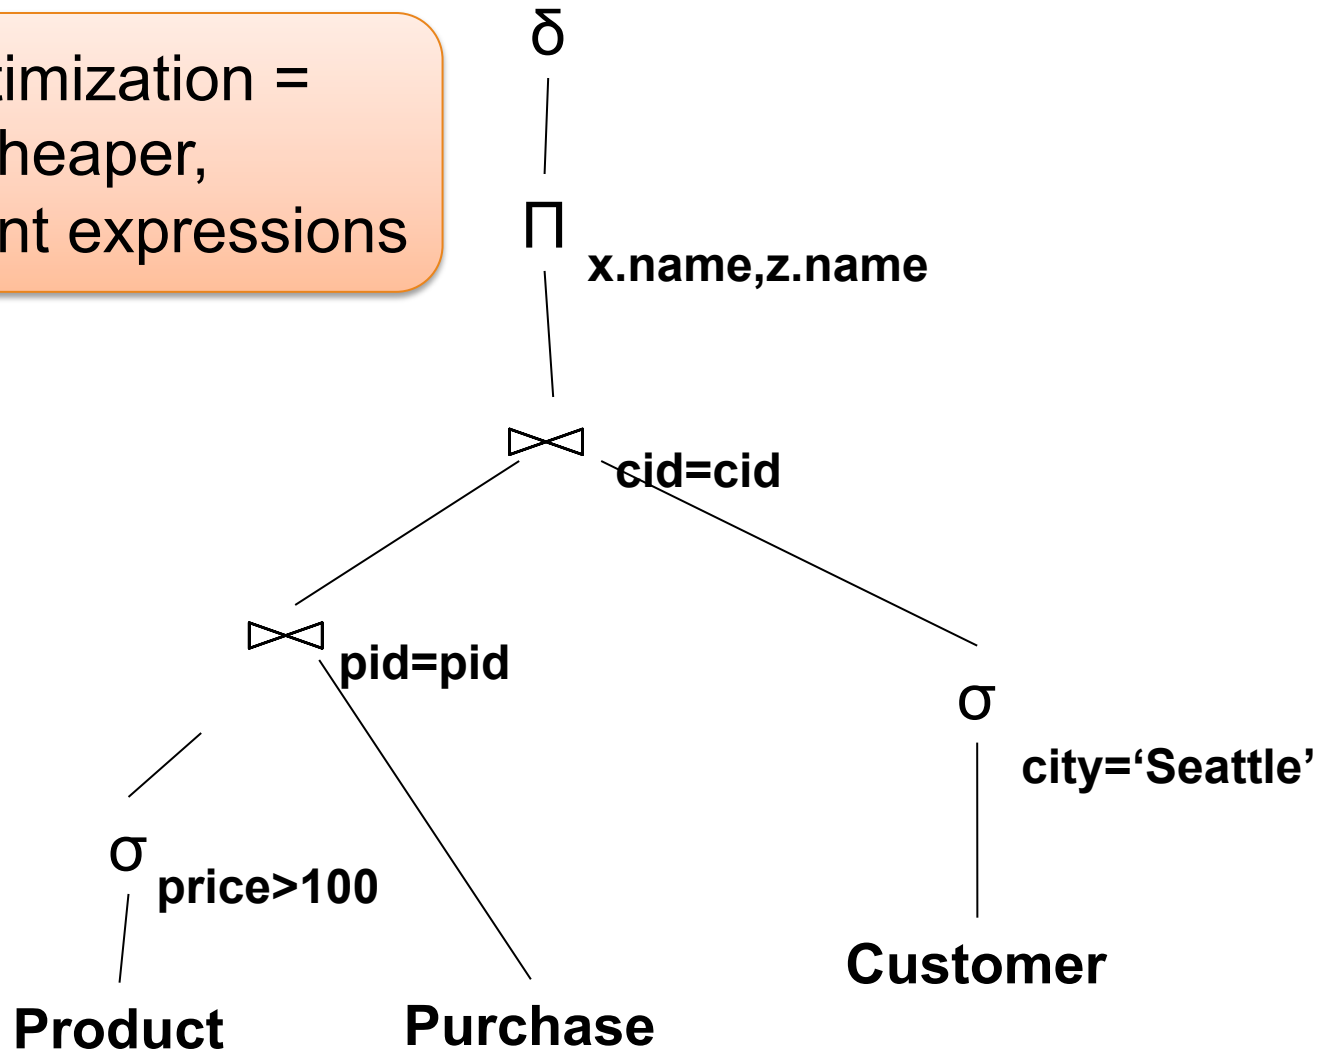 timization =
heaper,
nt expressions
δ
Π
x.name,z.name
⋈
cid=cid
⋈
pid=pid
σ
city=‘Seattle’
σ
price>100
Customer
Product
Purchase